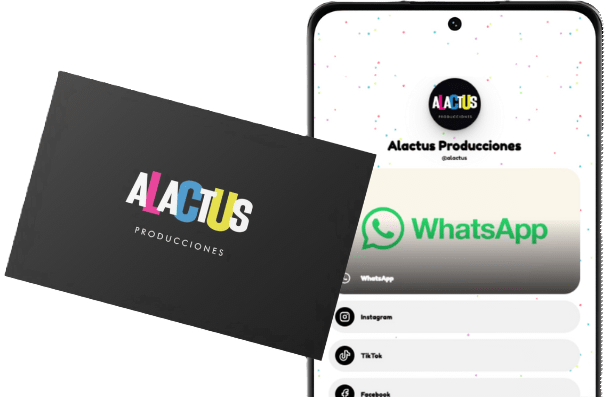 ALACTUS
PRODUCCIONES
ALACTUS
PRODUCCIONES
Alactus Producciones
@alactus
WhatsApp
WhatsApp
Instagram
TikTok
Facebook